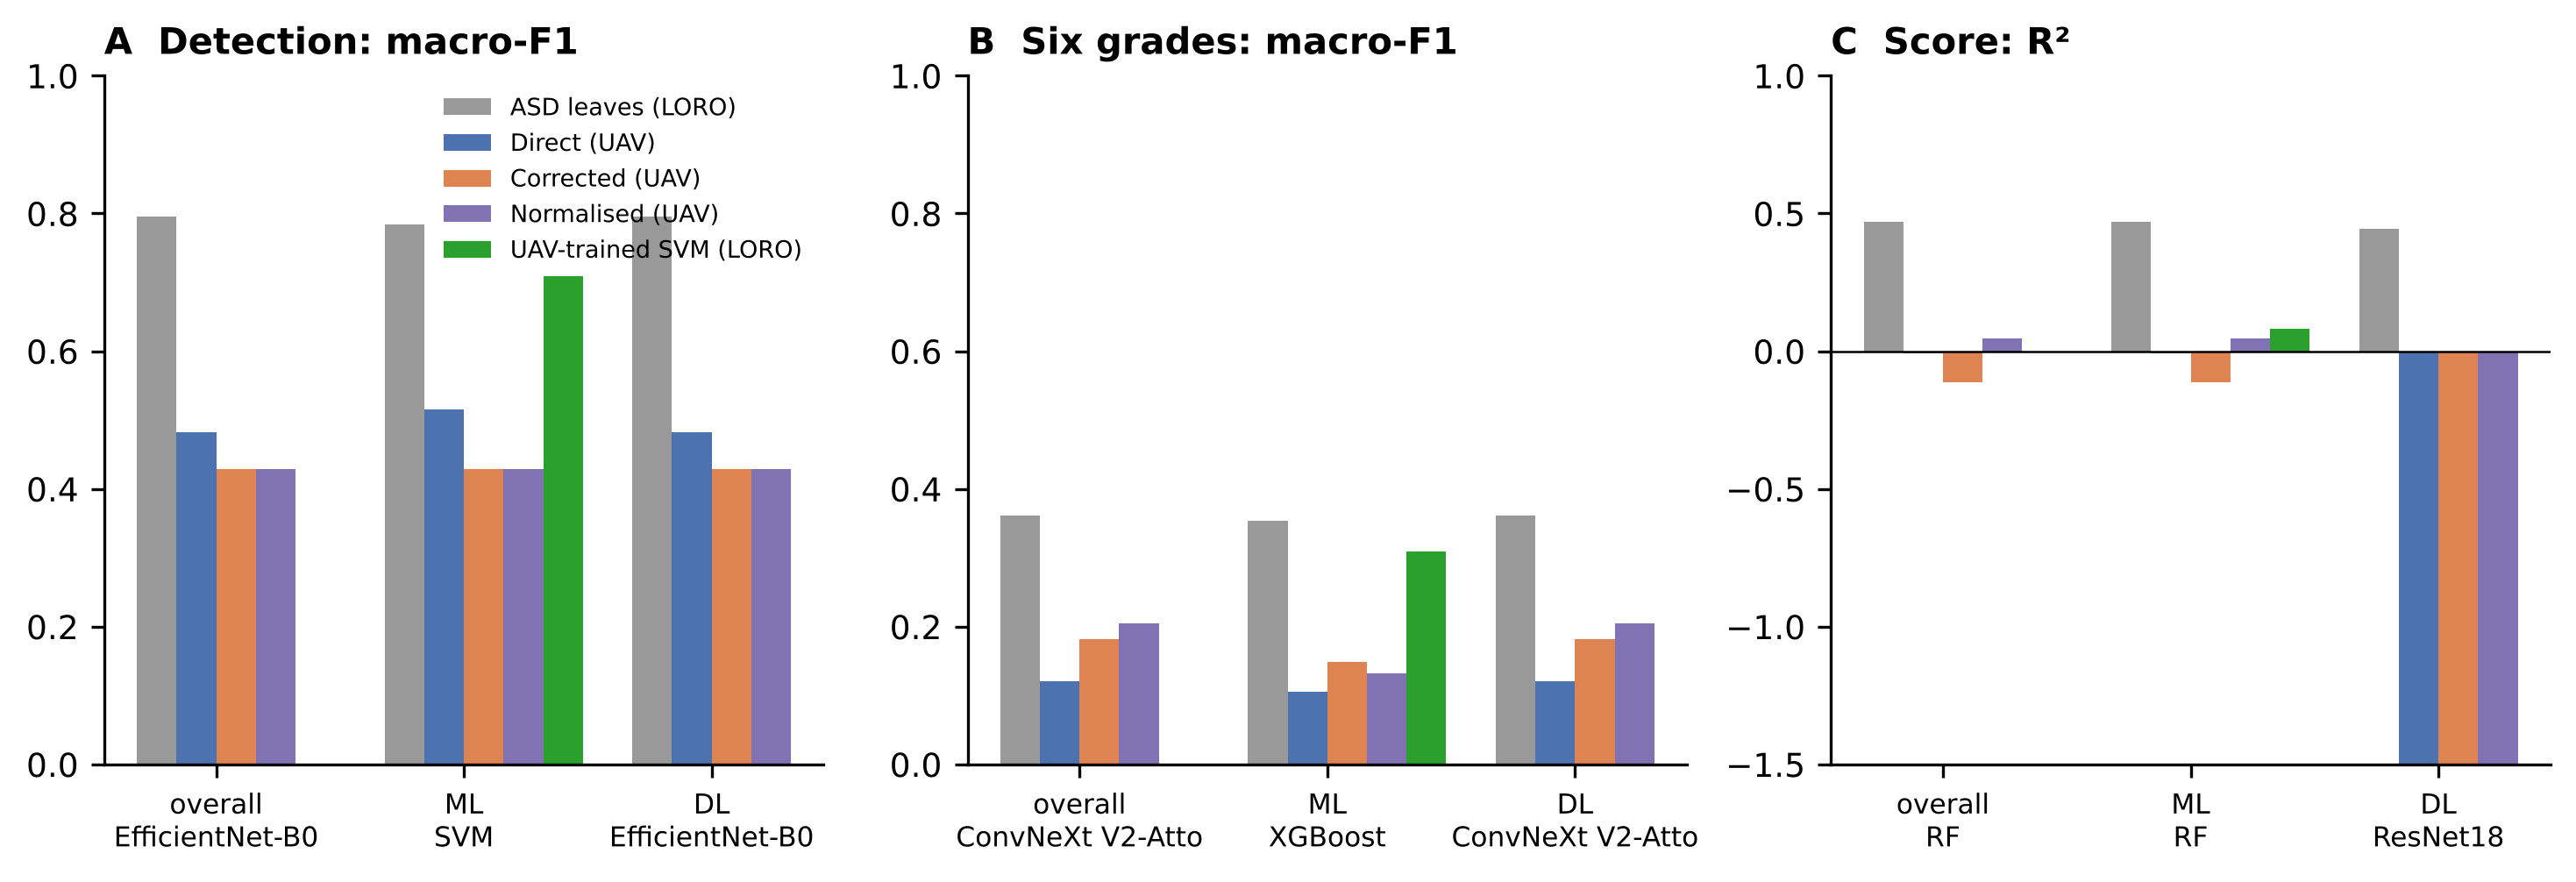 A Detection: macro-F1
1.0
0.8
0.6
0.4
0.2
0.0
ASD leaves (LORO)
Direct (UAV)
Corrected (UAV)
Normalised (UAV)
UAV-trained SVM (LORO)
overall
EfficientNet-B0
ML
SVM
DL
EfficientNet-B0
B Six grades: macro-F1
1.0
0.8
0.6
0.4
0.2
0.0
overall
ConvNeXt V2-Atto
ML
XGBoost
DL
ConvNeXt V2-Atto
C Score: R²
1.0
0.5
0.0
−0.5
−1.0
−1.5
overall
RF
ML
RF
DL
ResNet18